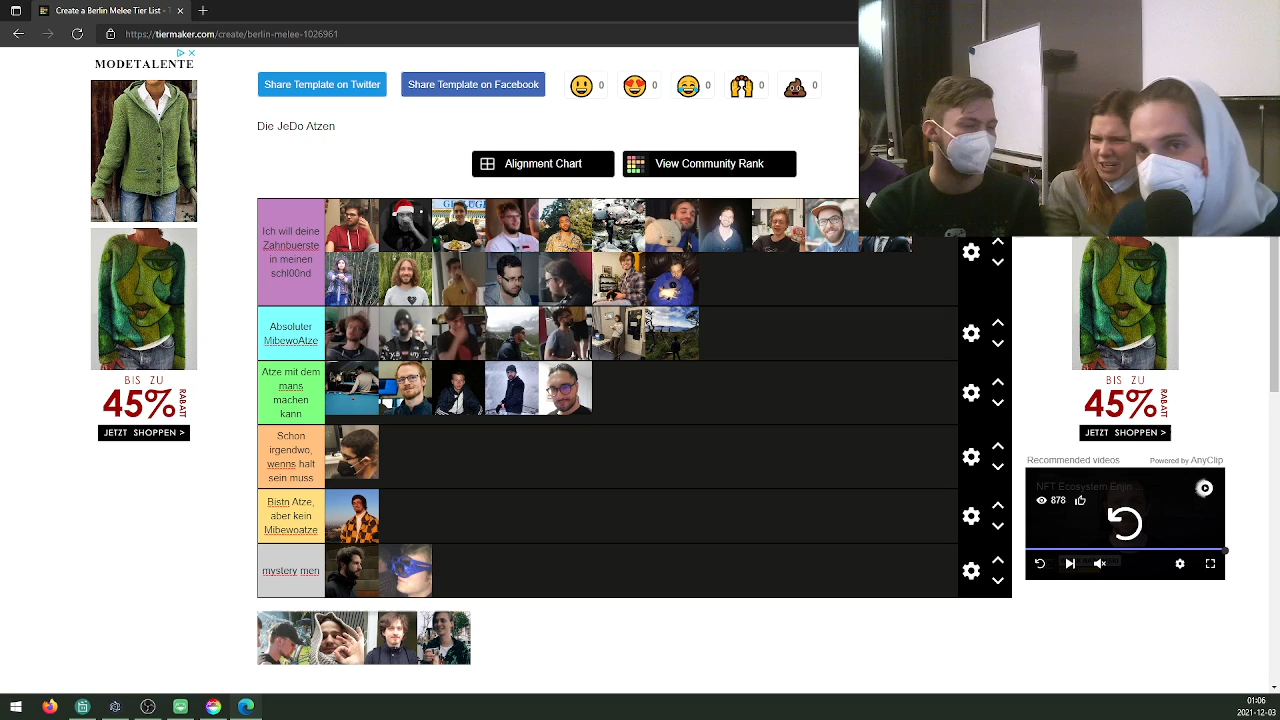 Create a Berlin Melee Tier List - T
https://tiermaker.com/create/berlin-melee-1026961
MODETALENTE
BIS ZU
45%
RABATT
JETZT SHOPPEN >
Share Template on Twitter
Share Template on Facebook
0
0
0
0
0
Die JeDo Atzen
Alignment Chart
View Community Rank
Ich will deine
Zahnbuerste
in meinen
schl00nd
GEFLÜGEL
Absoluter
MibewoAtze
Atze mit dem
mans
machen
kann
Schon
irgendwo,
wenns halt
sein muss
Bistn Atze,
aber kein
Mibewoatze
mystery men
BIS ZU
45%
RABATT
JETZT SHOPPEN >
Recommended videos
Powered by AnyClip
NFT Ecosystem Enjin ...
878
01:06
2021-12-03